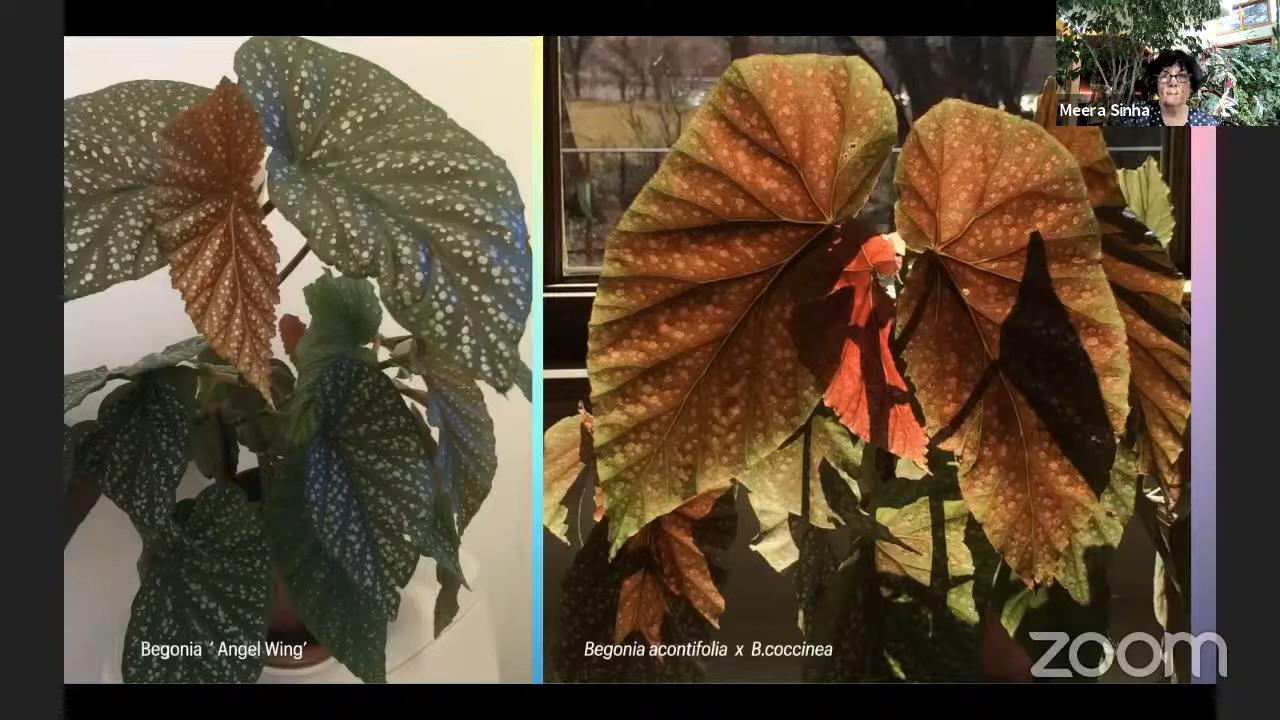 Meera Sinha
Begonia ‘ Angel Wing’
Begonia acontifolia x B.coccinea
zoom